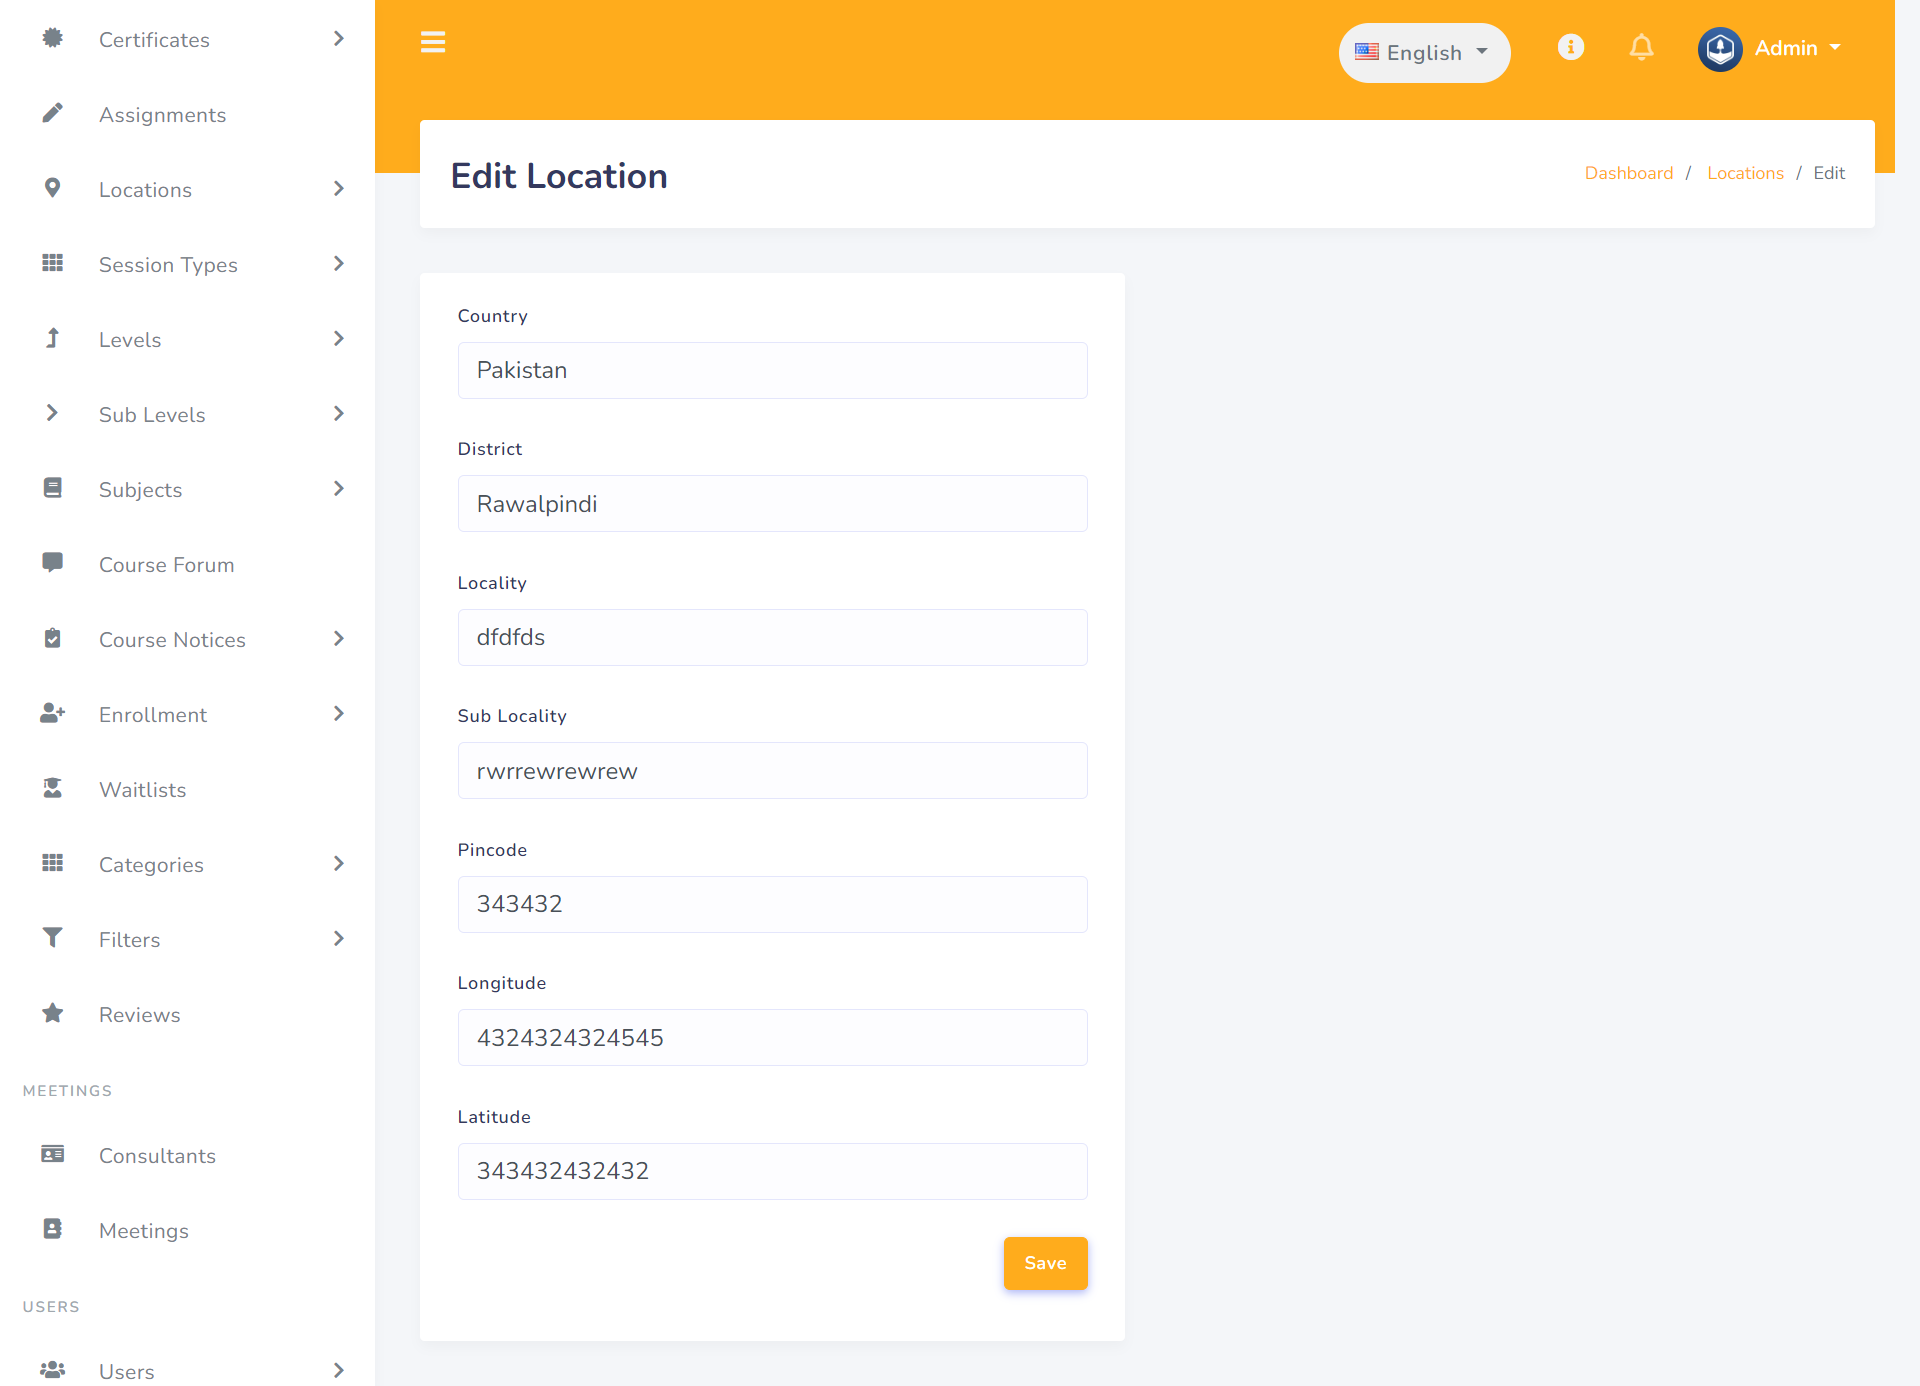 Certificates
Assignments
Locations
Session Types
Levels
Sub Levels
Subjects
Course Forum
Course Notices
Enrollment
Waitlists
Categories
Filters
Reviews
MEETINGS
Consultants
Meetings
USERS
Users
English
Admin
Edit Location
Dashboard / Locations / Edit
Country
Pakistan
District
Rawalpindi
Locality
dfdfds
Sub Locality
rwrrewrewrew
Pincode
343432
Longitude
4324324324545
Latitude
343432432432
Save